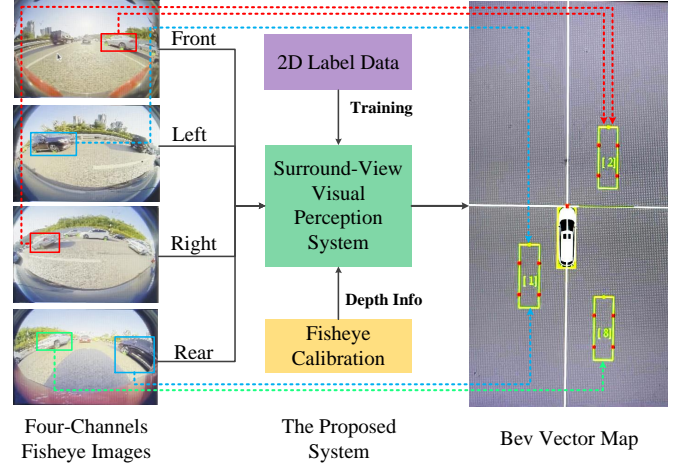 Front
Left
Right
Rear
2D Label Data
Training
Surround-View
Visual
Perception
System
Depth Info
Fisheye
Calibration
[ 2]
[ 1]
[ 8]
Four-Channels
Fisheye Images
The Proposed
System
Bev Vector Map